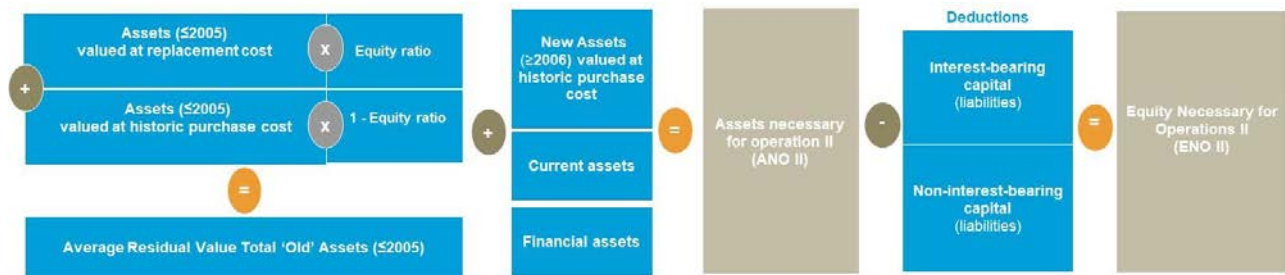 Assets (≤2005)
valued at replacement cost
x
Equity ratio
+
Assets (≤2005)
valued at historic purchase cost
x
1 - Equity ratio
=
Average Residual Value Total ‘Old’ Assets (≤2005)
+
New Assets
(≥2006) valued at
historic purchase
cost
Current assets
Financial assets
=
Assets necessary
for operation II
(ANO II)
-
Deductions
Interest-bearing
capital
(liabilities)
Non-interest-bearing
capital
(liabilities)
=
Equity Necessary for
Operations II
(ENO II)